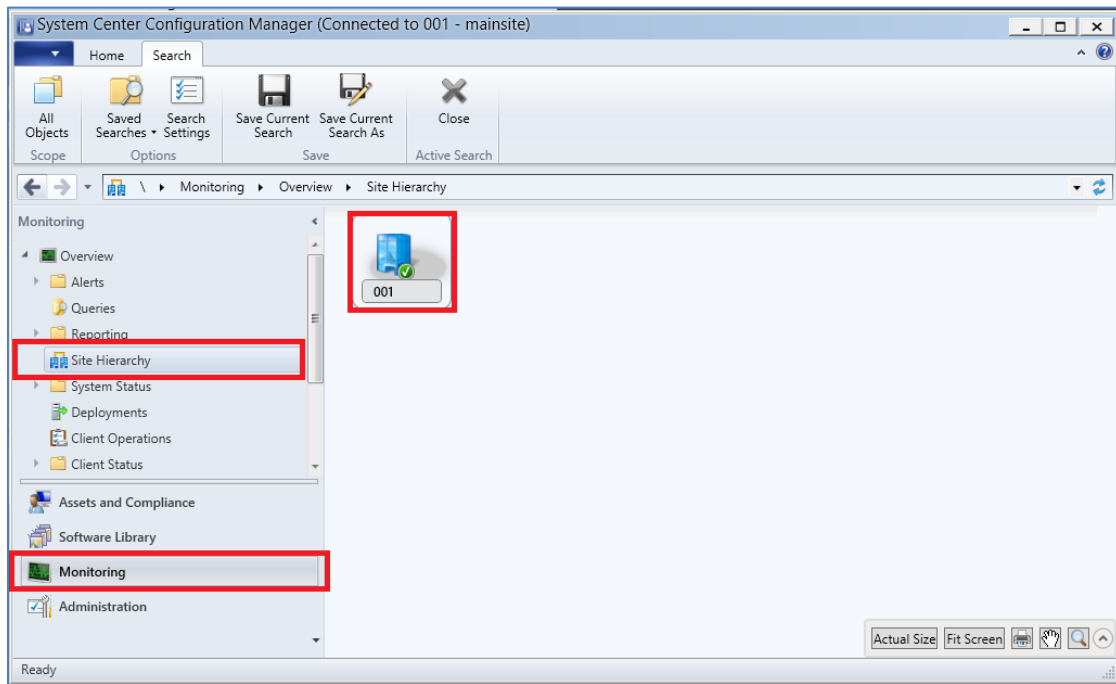 System Center Configuration Manager (Connected to 001 - mainsite)
Home Search
All Objects
Saved Searches
Search Settings
Save Current Search
Save Current Search As
Close
Scope Options Save Active Search
\ Monitoring Overview Site Hierarchy
Monitoring
Overview
Alerts
Queries
Reporting
Site Hierarchy
System Status
Deployments
Client Operations
Client Status
Assets and Compliance
Software Library
Monitoring
Administration
001
Actual Size Fit Screen
Ready